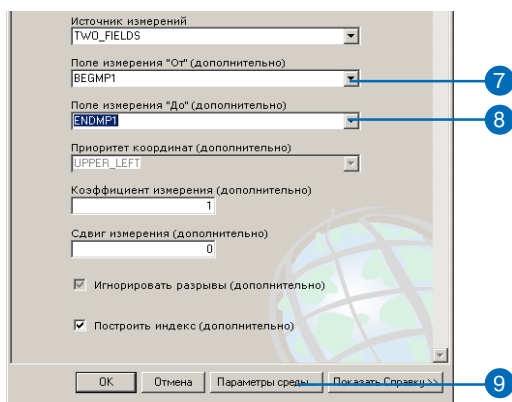 Источник измерений
TWO_FIELDS
Поле измерения "От" (дополнительно)
BEGMP1
7
Поле измерения "До" (дополнительно)
ENDMP1
8
Приоритет координат (дополнительно)
UPPER_LEFT
Коэффициент измерения (дополнительно)
1
Сдвиг измерения (дополнительно)
0
Игнорировать разрывы (дополнительно)
Построить индекс (дополнительно)
OK Отмена Параметры среды Показать Справку >>
9